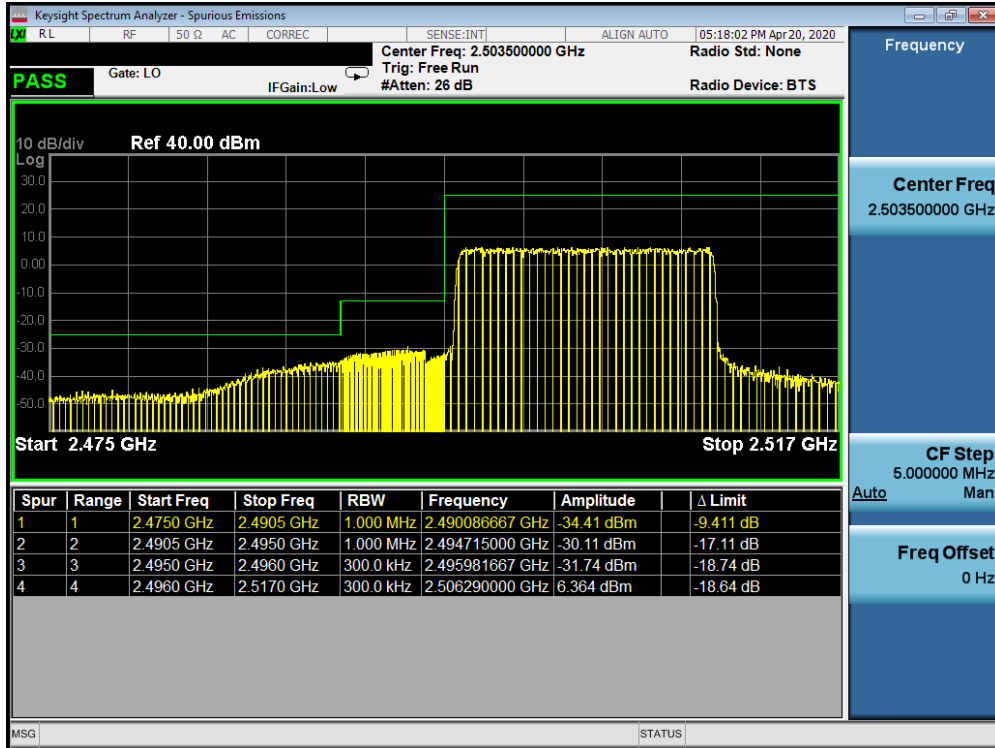 Keysight Spectrum Analyzer - Spurious Emissions
LXI RL RF 50 Ω AC CORREC SENSE:INT ALIGN AUTO 05:18:02 PM Apr 20, 2020
Center Freq: 2.503500000 GHz Radio Std: None
PASS Gate: LO Trig: Free Run
IFGain:Low #Atten: 26 dB Radio Device: BTS
Frequency
10 dB/div Ref 40.00 dBm
Log
30.0
20.0
10.0
0.00
-10.0
-20.0
-30.0
-40.0
-50.0
Start 2.475 GHz Stop 2.517 GHz
Spur Range Start Freq Stop Freq RBW Frequency Amplitude Δ Limit
1 1 2.4750 GHz 2.4905 GHz 1.000 MHz 2.490086667 GHz -34.41 dBm -9.411 dB
2 2 2.4905 GHz 2.4950 GHz 1.000 MHz 2.494715000 GHz -30.11 dBm -17.11 dB
3 3 2.4950 GHz 2.4960 GHz 300.0 kHz 2.495981667 GHz -31.74 dBm -18.74 dB
4 4 2.4960 GHz 2.5170 GHz 300.0 kHz 2.506290000 GHz 6.364 dBm -18.64 dB
Center Freq
2.503500000 GHz
CF Step
5.000000 MHz
Auto Man
Freq Offset
0 Hz
MSG STATUS